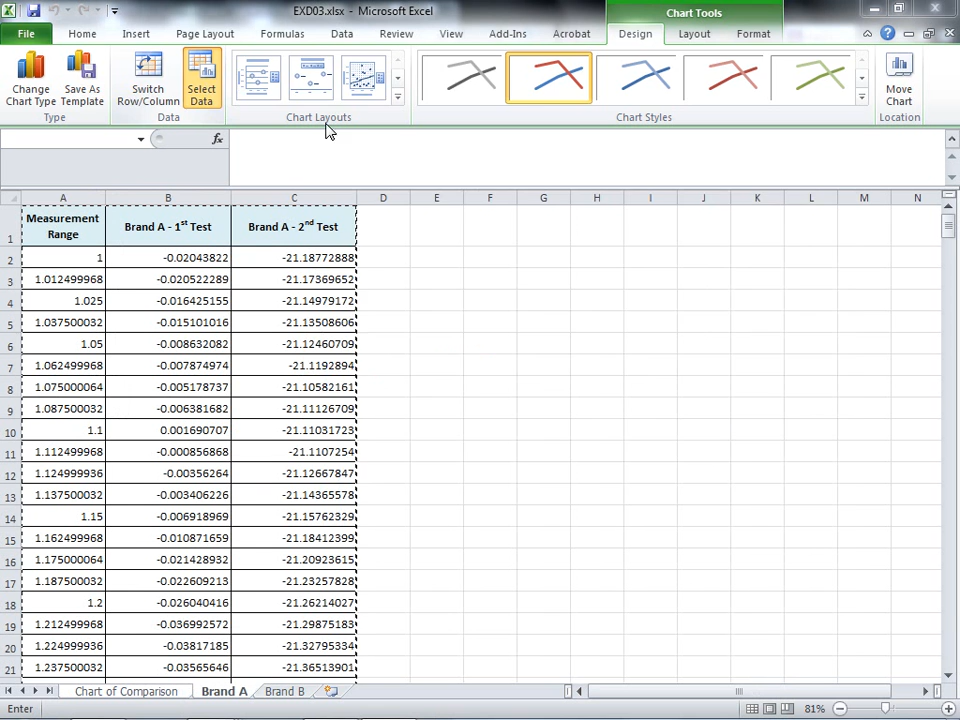 EXD03.xlsx - Microsoft Excel
Chart Tools
File Home Insert Page Layout Formulas Data Review View Add-Ins Acrobat Design Layout Format
Change Chart Type
Save As Template
Switch Row/Column
Select Data
Move Chart
Type Data Chart Layouts Chart Styles Location
fx
A B C D E F G H I J K L M N
1 Measurement Range Brand A - 1st Test Brand A - 2nd Test
2 1 -0.02043822 -21.18772888
3 1.012499968 -0.020522289 -21.17369652
4 1.025 -0.016425155 -21.14979172
5 1.037500032 -0.015101016 -21.13508606
6 1.05 -0.008632082 -21.12460709
7 1.062499968 -0.007874974 -21.1192894
8 1.075000064 -0.005178737 -21.10582161
9 1.087500032 -0.006381682 -21.11126709
10 1.1 0.001690707 -21.11031723
11 1.112499968 -0.000856868 -21.1107254
12 1.124999936 -0.00356264 -21.12667847
13 1.137500032 -0.003406226 -21.14365578
14 1.15 -0.006918969 -21.15762329
15 1.162499968 -0.010871659 -21.18412399
16 1.175000064 -0.021428932 -21.20923615
17 1.187500032 -0.022609213 -21.23257828
18 1.2 -0.026040416 -21.26214027
19 1.212499968 -0.036992572 -21.29875183
20 1.224999936 -0.03817185 -21.32795334
21 1.237500032 -0.03565646 -21.36513901
Chart of Comparison Brand A Brand B
Enter 81%